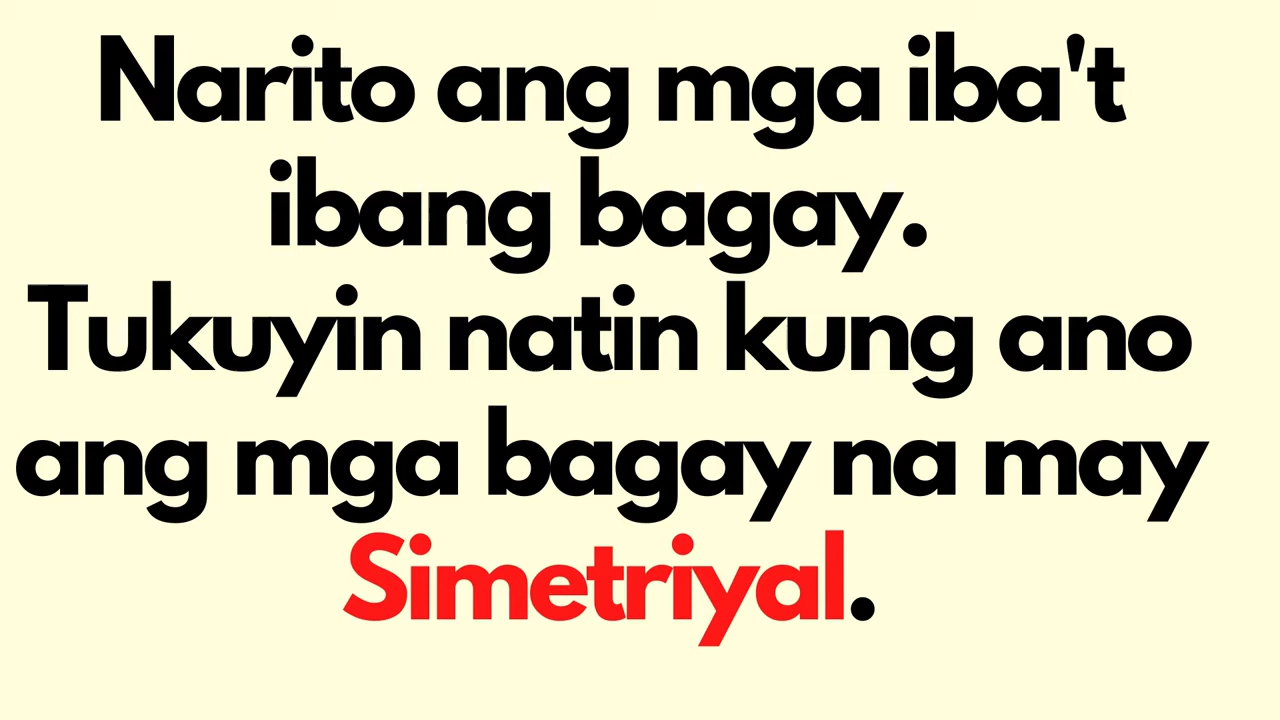 Narito ang mga iba't
ibang bagay.
Tukuyin natin kung ano
ang mga bagay na may
Simetriyal.